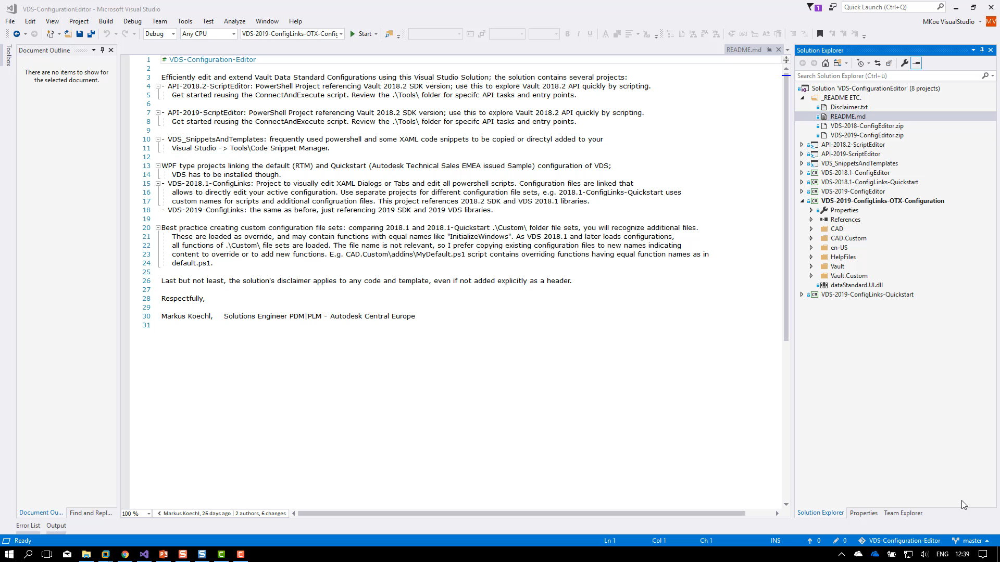 VDS-ConfigurationEditor - Microsoft Visual Studio
1
Quick Launch (Ctrl+Q)
File Edit View Project Build Debug Team Tools Test Analyze Window Help
MKoe VisualStudio MV
Debug Any CPU VDS-2019-ConfigLinks-OTX-Config Start
Toolbox
Document Outline
There are no items to show for
the selected document.
README.md
1 # VDS-Configuration-Editor
2
3 Efficiently edit and extend Vault Data Standard Configurations using this Visual Studio Solution; the solution contains several projects:
4 - API-2018.2-ScriptEditor: PowerShell Project referencing Vault 2018.2 SDK version; use this to explore Vault 2018.2 API quickly by scripting.
5 Get started reusing the ConnectAndExecute script. Review the .\Tools\ folder for specifc API tasks and entry points.
6
7 - API-2019-ScriptEditor: PowerShell Project referencing Vault 2018.2 SDK version; use this to explore Vault 2018.2 API quickly by scripting.
8 Get started reusing the ConnectAndExecute script. Review the .\Tools\ folder for specifc API tasks and entry points.
9
10 - VDS_SnippetsAndTemplates: frequently used powershell and some XAML code snippets to be copied or directyl added to your
11 Visual Studio -> Tools\Code Snippet Manager.
12
13 WPF type projects linking the default (RTM) and Quickstart (Autodesk Technical Sales EMEA issued Sample) configuration of VDS;
14 VDS has to be installed though.
15 - VDS-2018.1-ConfigLinks: Project to visually edit XAML Dialogs or Tabs and edit all powershell scripts. Configuration files are linked that
16 allows to directly edit your active configuration. Use separate projects for different configuration file sets, e.g. 2018.1-ConfigLinks-Quickstart uses
17 custom names for scripts and additional configruation files. This project references 2018.2 SDK and VDS 2018.1 libraries.
18 - VDS-2019-ConfigLinks: the same as before, just referencing 2019 SDK and 2019 VDS libraries.
19
20 Best practice creating custom configuration file sets: comparing 2018.1 and 2018.1-Quickstart .\Custom\ folder file sets, you will recognize additional files.
21 These are loaded as override, and may contain functions with equal names like "InitializeWindows". As VDS 2018.1 and later loads configurations,
22 all functions of .\Custom\ file sets are loaded. The file name is not relevant, so I prefer copying existing configuration files to new names indicating
23 content to override or to add new functions. E.g. CAD.Custom\addins\MyDefault.ps1 script contains overriding functions having equal function names as in
24 default.ps1.
25
26 Last but not least, the solution's disclaimer applies to any code and template, even if not added explicitly as a header.
27
28 Respectfully,
29
30 Markus Koechl, Solutions Engineer PDM|PLM - Autodesk Central Europe
31
Solution Explorer
Search Solution Explorer (Ctrl+ü)
Solution 'VDS-ConfigurationEditor' (8 projects)
_README ETC.
Disclaimer.txt
README.md
VDS-2018-ConfigEditor.zip
VDS-2019-ConfigEditor.zip
API-2018.2-ScriptEditor
API-2019-ScriptEditor
VDS_SnippetsAndTemplates
VDS-2018.1-ConfigEditor
VDS-2018.1-ConfigLinks-Quickstart
VDS-2019-ConfigEditor
VDS-2019-ConfigLinks-OTX-Configuration
Properties
References
CAD
CAD.Custom
en-US
HelpFiles
Vault
Vault.Custom
dataStandard.UI.dll
VDS-2019-ConfigLinks-Quickstart
Document Ou... Find and Repl...
100 % Markus Koechl, 26 days ago | 2 authors, 6 changes
Solution Explorer Properties Team Explorer
Error List Output
Ready Ln 1 Col 1 Ch 1 INS 0 0 VDS-Configuration-Editor master
ENG 12:39